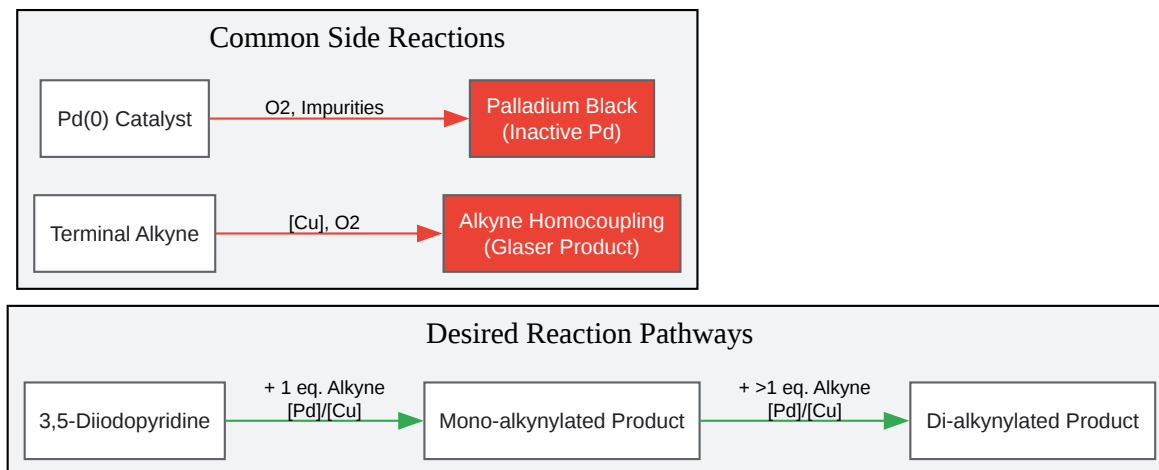 Common Side Reactions
Pd(0) Catalyst
O2, Impurities
Palladium Black
(Inactive Pd)
Terminal Alkyne
[Cu], O2
Alkyne Homocoupling
(Glaser Product)
Desired Reaction Pathways
3,5-Diiodopyridine
+ 1 eq. Alkyne
[Pd]/[Cu]
Mono-alkynylated Product
+ >1 eq. Alkyne
[Pd]/[Cu]
Di-alkynylated Product